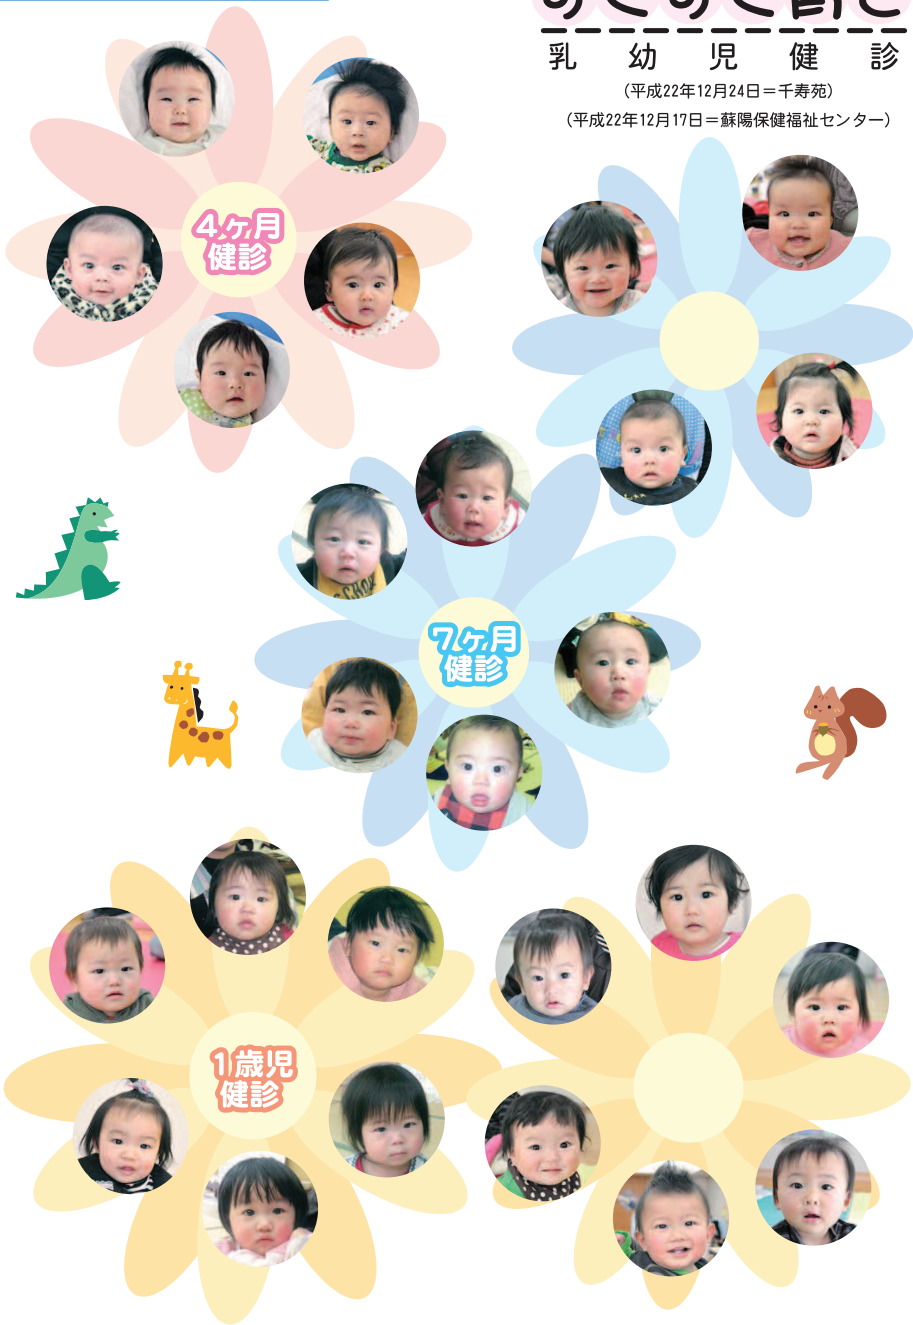 乳幼児健診
(平成22年12月24日＝千寿苑)
(平成22年12月17日＝蘇陽保健福祉センター)
4ヶ月
健診
7ヶ月
健診
1歳児
健診